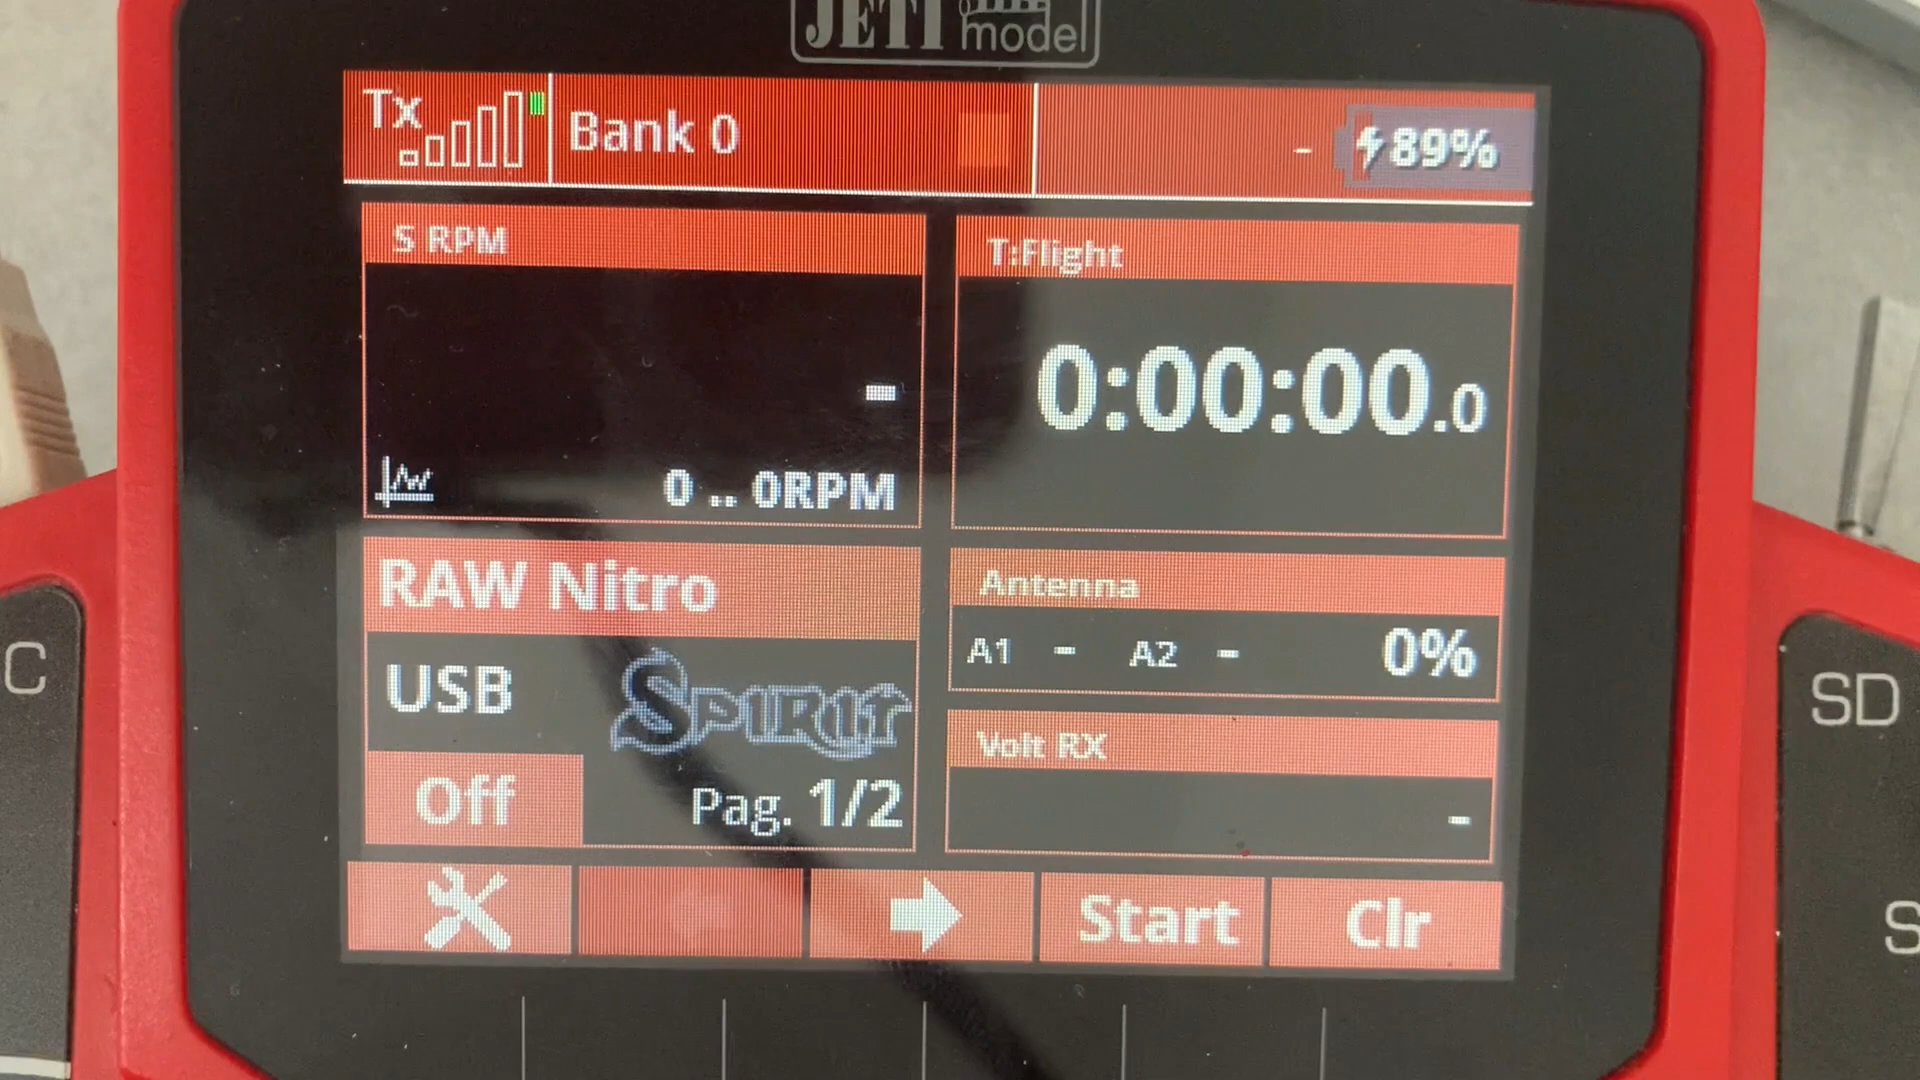 JETI model
Tx
Bank 0
- 89%
S RPM
-
0 .. 0RPM
T:Flight
0:00:00.0
RAW Nitro
USB
SPIRIT
Off
Pag. 1/2
Antenna
A1 - A2 - 0%
Volt RX
-
Start
Clr
C
SD
S